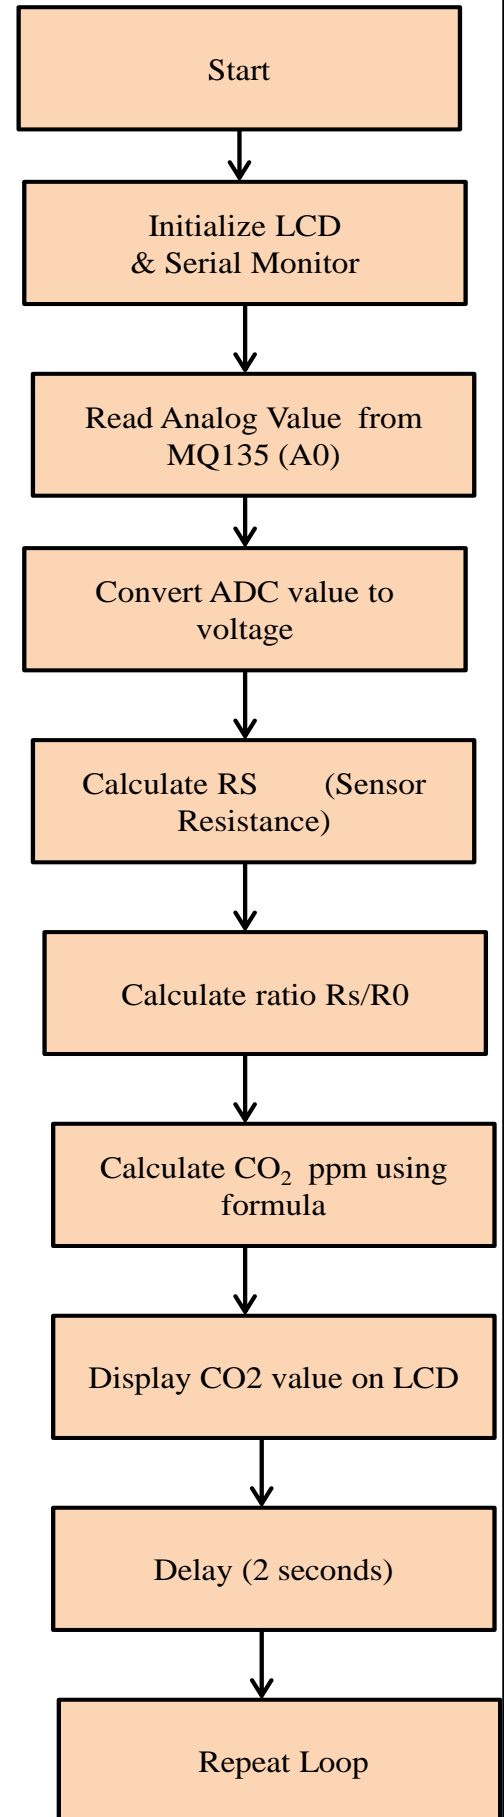 Start
Initialize LCD
& Serial Monitor
Read Analog Value from
MQ135 (A0)
Convert ADC value to
voltage
Calculate RS (Sensor
Resistance)
Calculate ratio Rs/R0
Calculate CO₂ ppm using
formula
Display CO2 value on LCD
Delay (2 seconds)
Repeat Loop